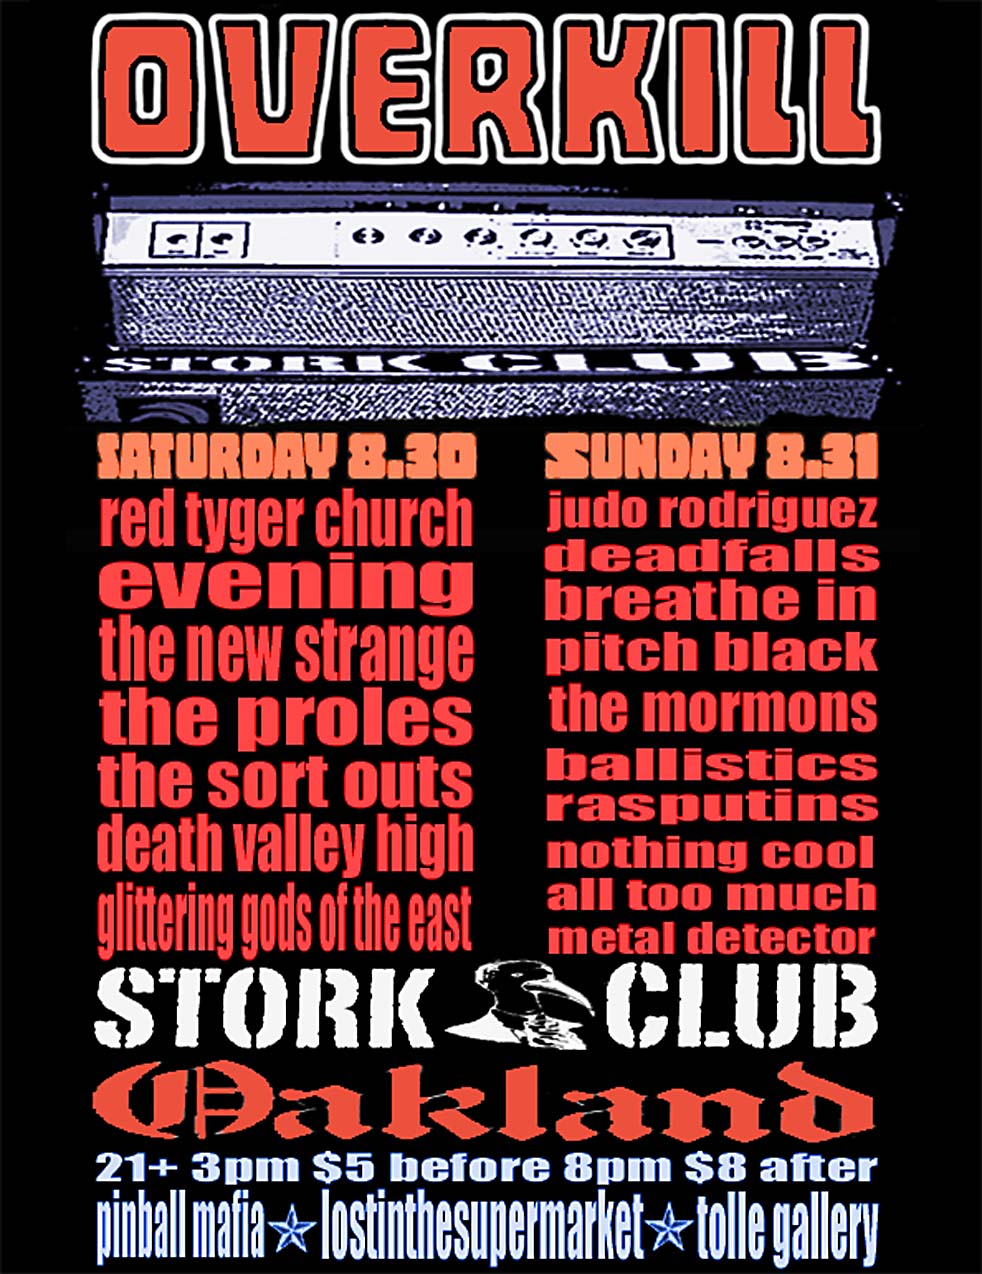 OVERKILL
STORK CLUB
SATURDAY 8.30
red tyger church
evening
the new strange
the proles
the sort outs
death valley high
glittering gods of the east
SUNDAY 8.31
judo rodriguez
deadfalls
breathe in
pitch black
the mormons
ballistics
rasputins
nothing cool
all too much
metal detector
STORK CLUB
Oakland
21+ 3pm $5 before 8pm $8 after
pinball mafia ★ lostinthesupermarket ★ tolle gallery